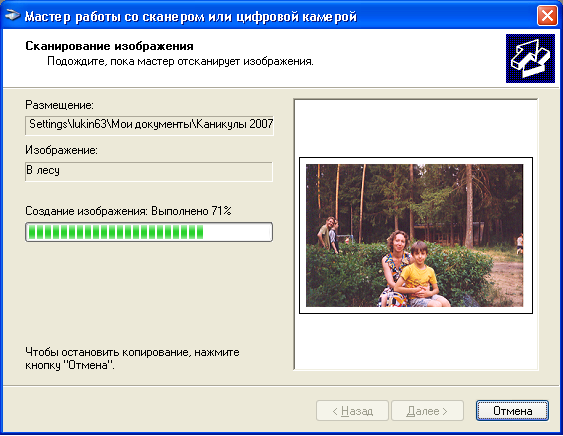 Мастер работы со сканером или цифровой камерой
Сканирование изображения
Подождите, пока мастер отсканирует изображения.
Размещение:
Settings\lukin63\Мои документы\Каникулы 2007
Изображение:
В лесу
Создание изображения: Выполнено 71%
Чтобы остановить копирование, нажмите
кнопку "Отмена".
< Назад
Далее >
Отмена